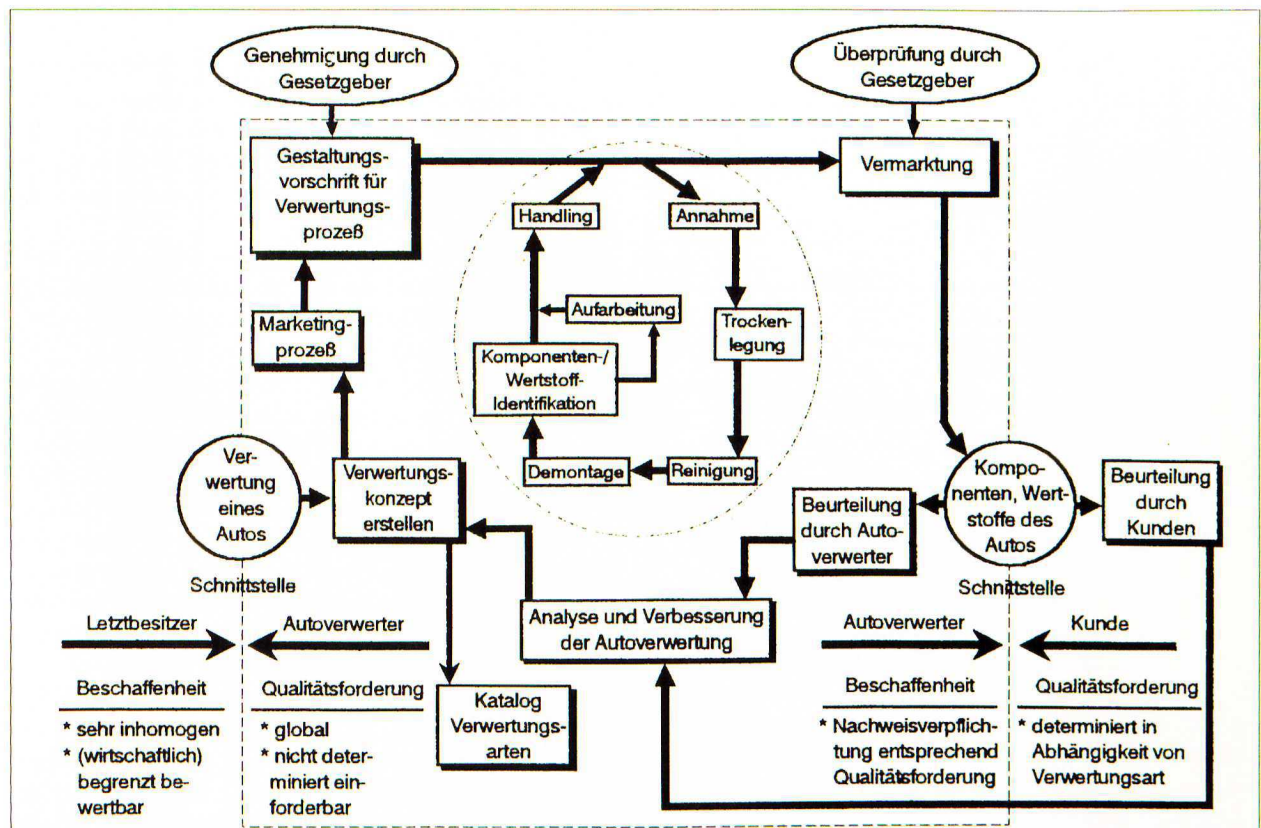 Genehmigung durch
Gesetzgeber
Überprüfung durch
Gesetzgeber
Gestaltungs-
vorschrift für
Verwertungs-
prozeß
Vermarktung
Handling
Annahme
Marketing-
prozeß
Aufarbeitung
Trocken-
legung
Komponenten-/
Wertstoff-
Identifikation
Demontage
Reinigung
Ver-
wertung
eines
Autos
Verwertungs-
konzept
erstellen
Beurteilung
durch Auto-
verwerter
Kompo-
nenten, Wert-
stoffe des
Autos
Beurteilung
durch
Kunden
Schnittstelle
Schnittstelle
Analyse und Verbesserung
der Autoverwertung
Letztbesitzer
Autoverwerter
Autoverwerter
Kunde
Beschaffenheit
* sehr inhomogen
* (wirtschaftlich)
begrenzt be-
wertbar
Qualitätsforderung
* global
* nicht deter-
miniert ein-
forderbar
Katalog
Verwertungs-
arten
Beschaffenheit
* Nachweisverpflich-
tung entsprechend
Qualitätsforderung
Qualitätsforderung
* determiniert in
Abhängigkeit von
Verwertungsart